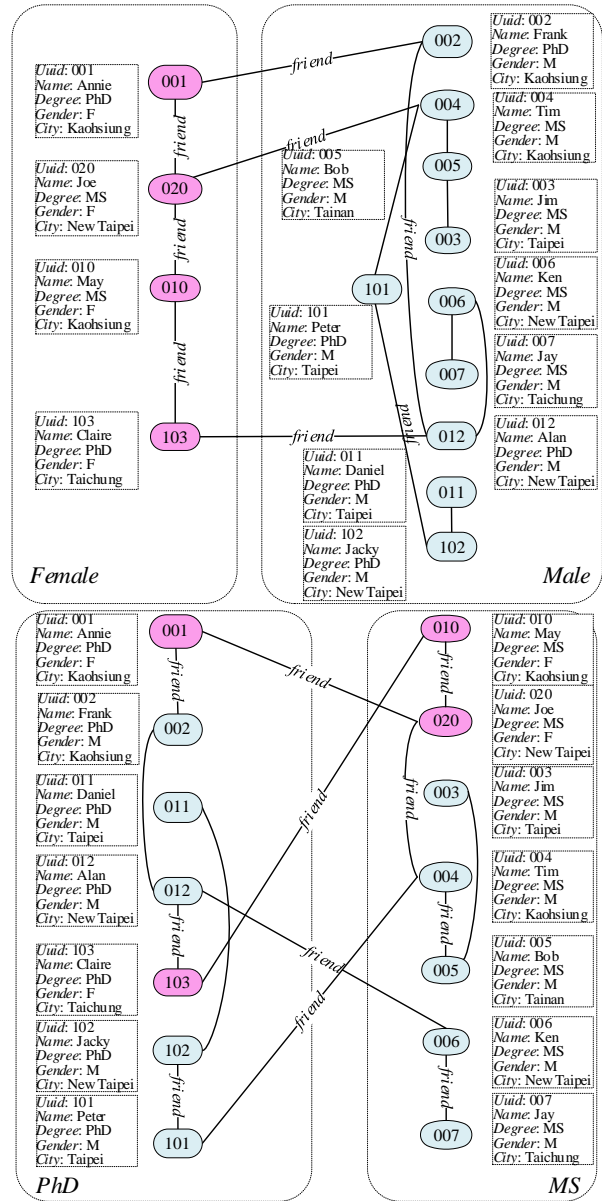 Uuid: 001
Name: Annie
Degree: PhD
Gender: F
City: Kaohsiung
001
friend
friend
Uuid: 020
Name: Joe
Degree: MS
Gender: F
City: New Taipei
020
friend
friend
Uuid: 010
Name: May
Degree: MS
Gender: F
City: Kaohsiung
010
friend
Uuid: 103
Name: Claire
Degree: PhD
Gender: F
City: Taichung
103
friend
Female
002
Uuid: 002
Name: Frank
Degree: PhD
Gender: M
City: Kaohsiung
004
Uuid: 004
Name: Tim
Degree: MS
Gender: M
City: Kaohsiung
Uuid: 005
Name: Bob
Degree: MS
Gender: M
City: Tainan
005
003
Uuid: 003
Name: Jim
Degree: MS
Gender: M
City: Taipei
friend
101
Uuid: 101
Name: Peter
Degree: PhD
Gender: M
City: Taipei
006
Uuid: 006
Name: Ken
Degree: MS
Gender: M
City: New Taipei
007
Uuid: 007
Name: Jay
Degree: MS
Gender: M
City: Taichung
friend
012
Uuid: 012
Name: Alan
Degree: PhD
Gender: M
City: New Taipei
Uuid: 011
Name: Daniel
Degree: PhD
Gender: M
City: Taipei
011
Uuid: 102
Name: Jacky
Degree: PhD
Gender: M
City: New Taipei
102
Male
Uuid: 001
Name: Annie
Degree: PhD
Gender: F
City: Kaohsiung
001
friend
friend
Uuid: 002
Name: Frank
Degree: PhD
Gender: M
City: Kaohsiung
002
Uuid: 011
Name: Daniel
Degree: PhD
Gender: M
City: Taipei
011
Uuid: 012
Name: Alan
Degree: PhD
Gender: M
City: New Taipei
012
friend
friend
friend
Uuid: 103
Name: Claire
Degree: PhD
Gender: F
City: Taichung
103
Uuid: 102
Name: Jacky
Degree: PhD
Gender: M
City: New Taipei
102
friend
friend
Uuid: 101
Name: Peter
Degree: PhD
Gender: M
City: Taipei
101
PhD
010
Uuid: 010
Name: May
Degree: MS
Gender: F
City: Kaohsiung
friend
020
Uuid: 020
Name: Joe
Degree: MS
Gender: F
City: New Taipei
friend
003
Uuid: 003
Name: Jim
Degree: MS
Gender: M
City: Taipei
004
Uuid: 004
Name: Tim
Degree: MS
Gender: M
City: Kaohsiung
friend
005
Uuid: 005
Name: Bob
Degree: MS
Gender: M
City: Tainan
006
Uuid: 006
Name: Ken
Degree: MS
Gender: M
City: New Taipei
friend
007
Uuid: 007
Name: Jay
Degree: MS
Gender: M
City: Taichung
MS